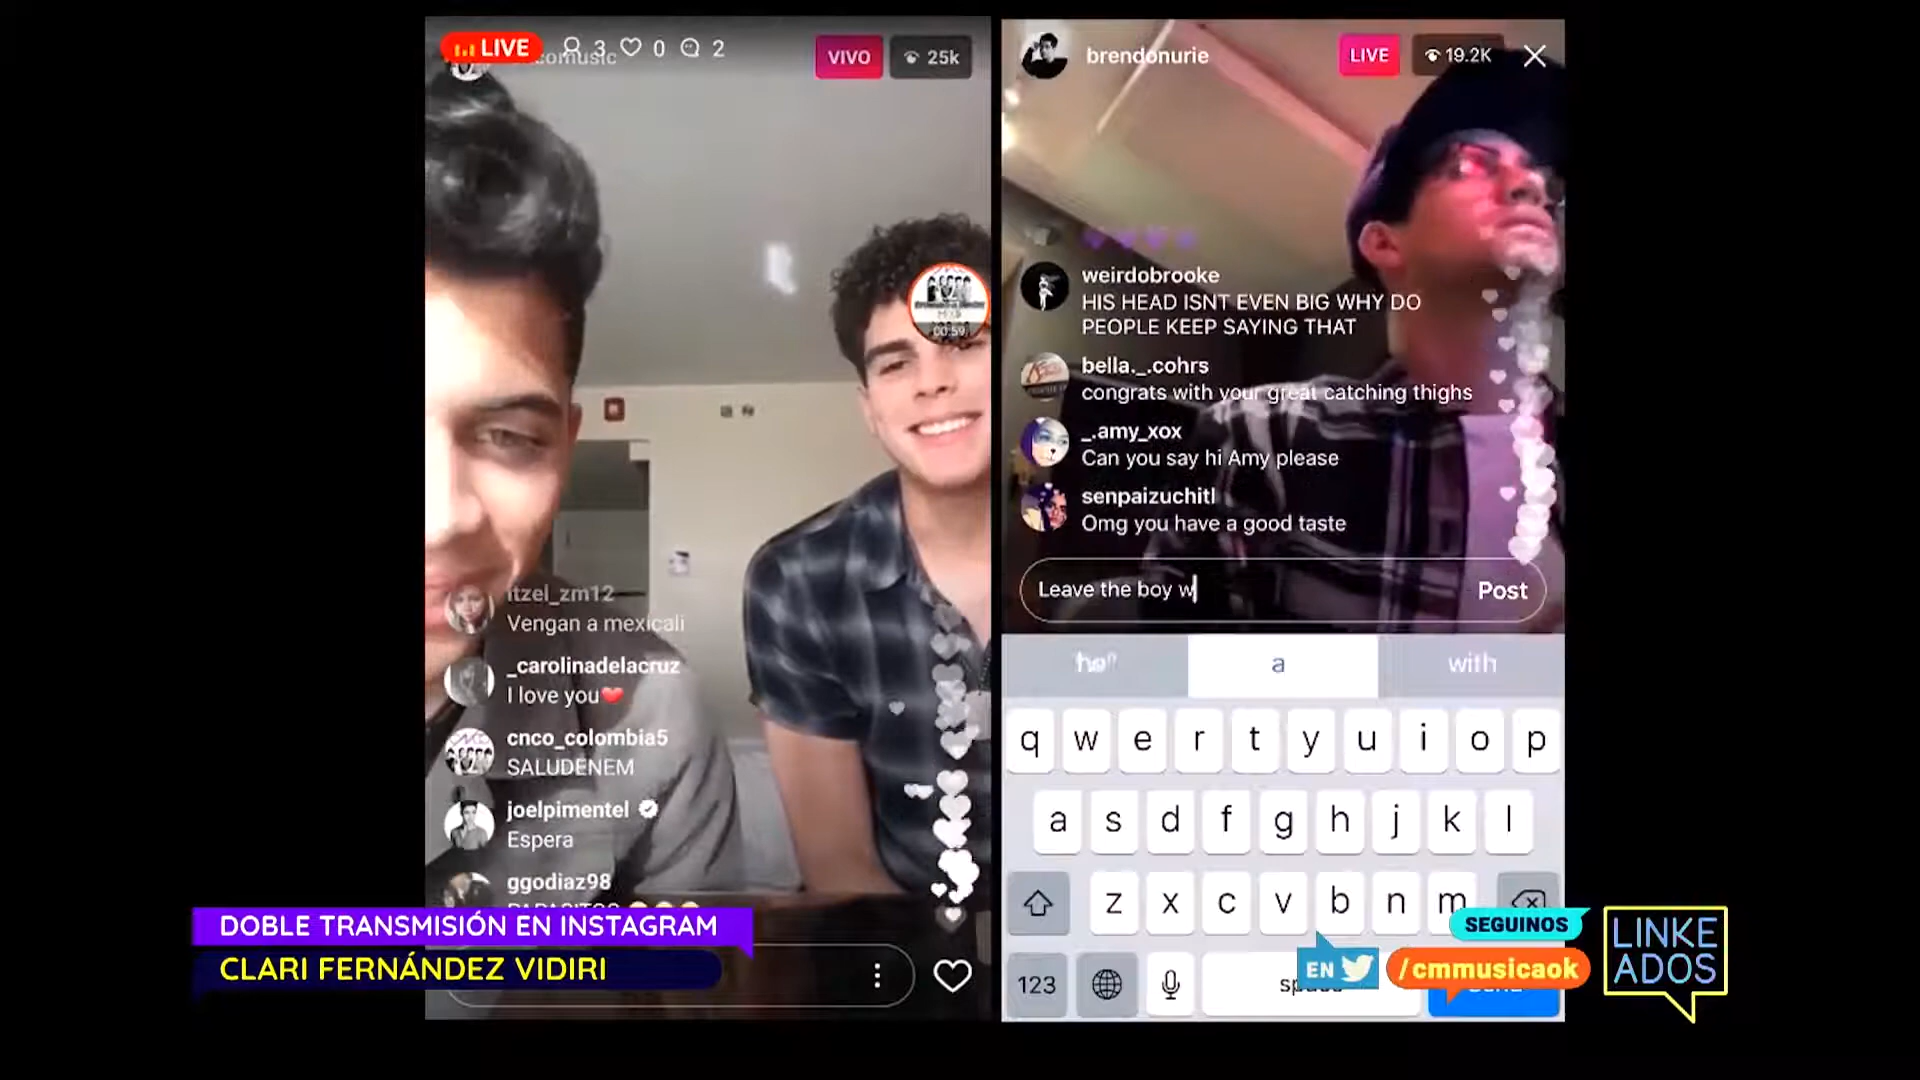 LIVE 3 0 2
comusic
VIVO 25k
itzel_zm12
Vengan a mexicali
_carolinadelacruz
I love you
cnco_colombia5
SALUDENEM
joelpimentel
Espera
ggodiaz98
DOBLE TRANSMISIÓN EN INSTAGRAM
CLARI FERNÁNDEZ VIDIRI
00:59
brendonurie
LIVE 19.2K
weirdobrooke
HIS HEAD ISNT EVEN BIG WHY DO
PEOPLE KEEP SAYING THAT
bella._.cohrs
congrats with your great catching thighs
_.amy_xox
Can you say hi Amy please
senpaizuchitl
Omg you have a good taste
Leave the boy w Post
a with
q w e r t y u i o p
a s d f g h j k l
z x c v b n m
123
SEGUINOS
EN /cmmusicaok
LINKE
ADOS